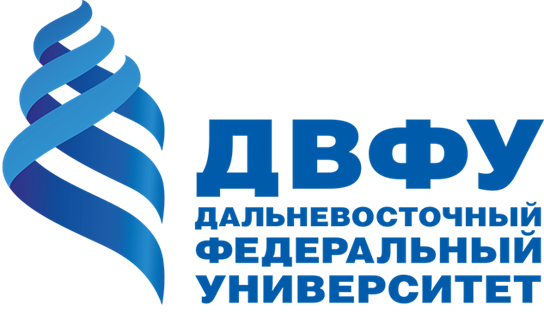 ДВФУ
ДАЛЬНЕВОСТОЧНЫЙ
ФЕДЕРАЛЬНЫЙ
УНИВЕРСИТЕТ